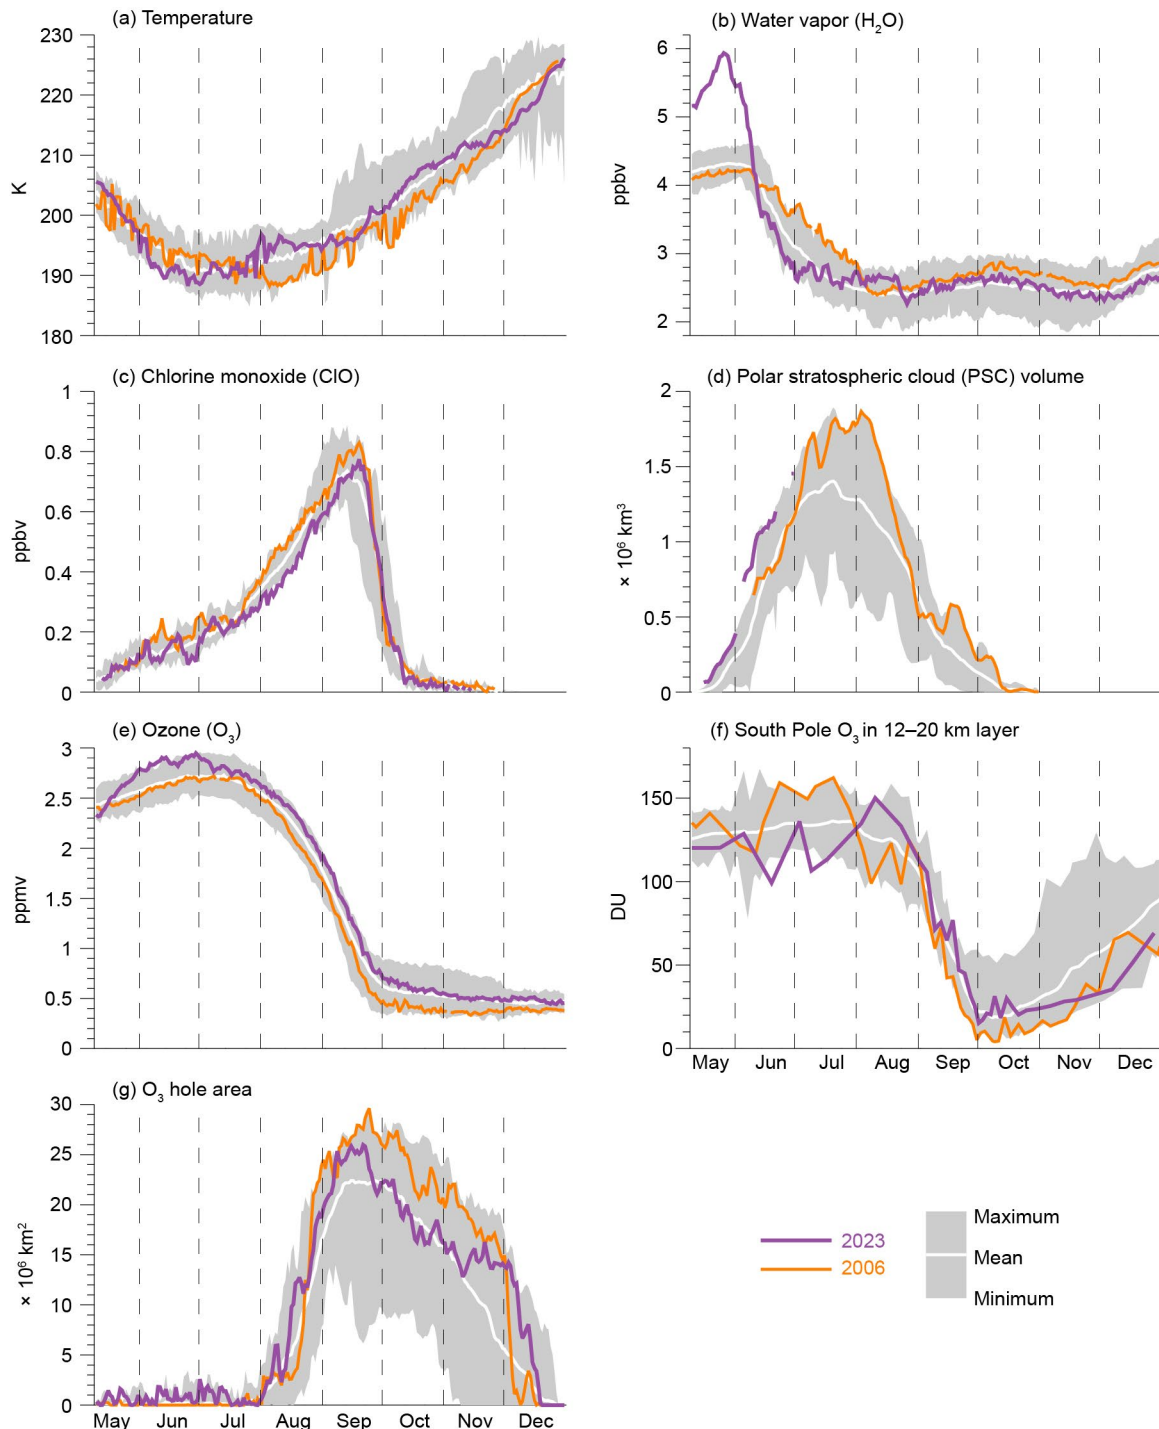 (a) Temperature
K
230
220
210
200
190
180
(b) Water vapor (H₂O)
ppbv
6
5
4
3
2
(c) Chlorine monoxide (ClO)
ppbv
1
0.8
0.6
0.4
0.2
0
(d) Polar stratospheric cloud (PSC) volume
× 10⁶ km³
2
1.5
1
0.5
0
(e) Ozone (O₃)
ppmv
3
2.5
2
1.5
1
0.5
0
(f) South Pole O₃ in 12–20 km layer
DU
150
100
50
0
May Jun Jul Aug Sep Oct Nov Dec
(g) O₃ hole area
× 10⁶ km²
30
25
20
15
10
5
0
May Jun Jul Aug Sep Oct Nov Dec
2023
2006
Maximum
Mean
Minimum